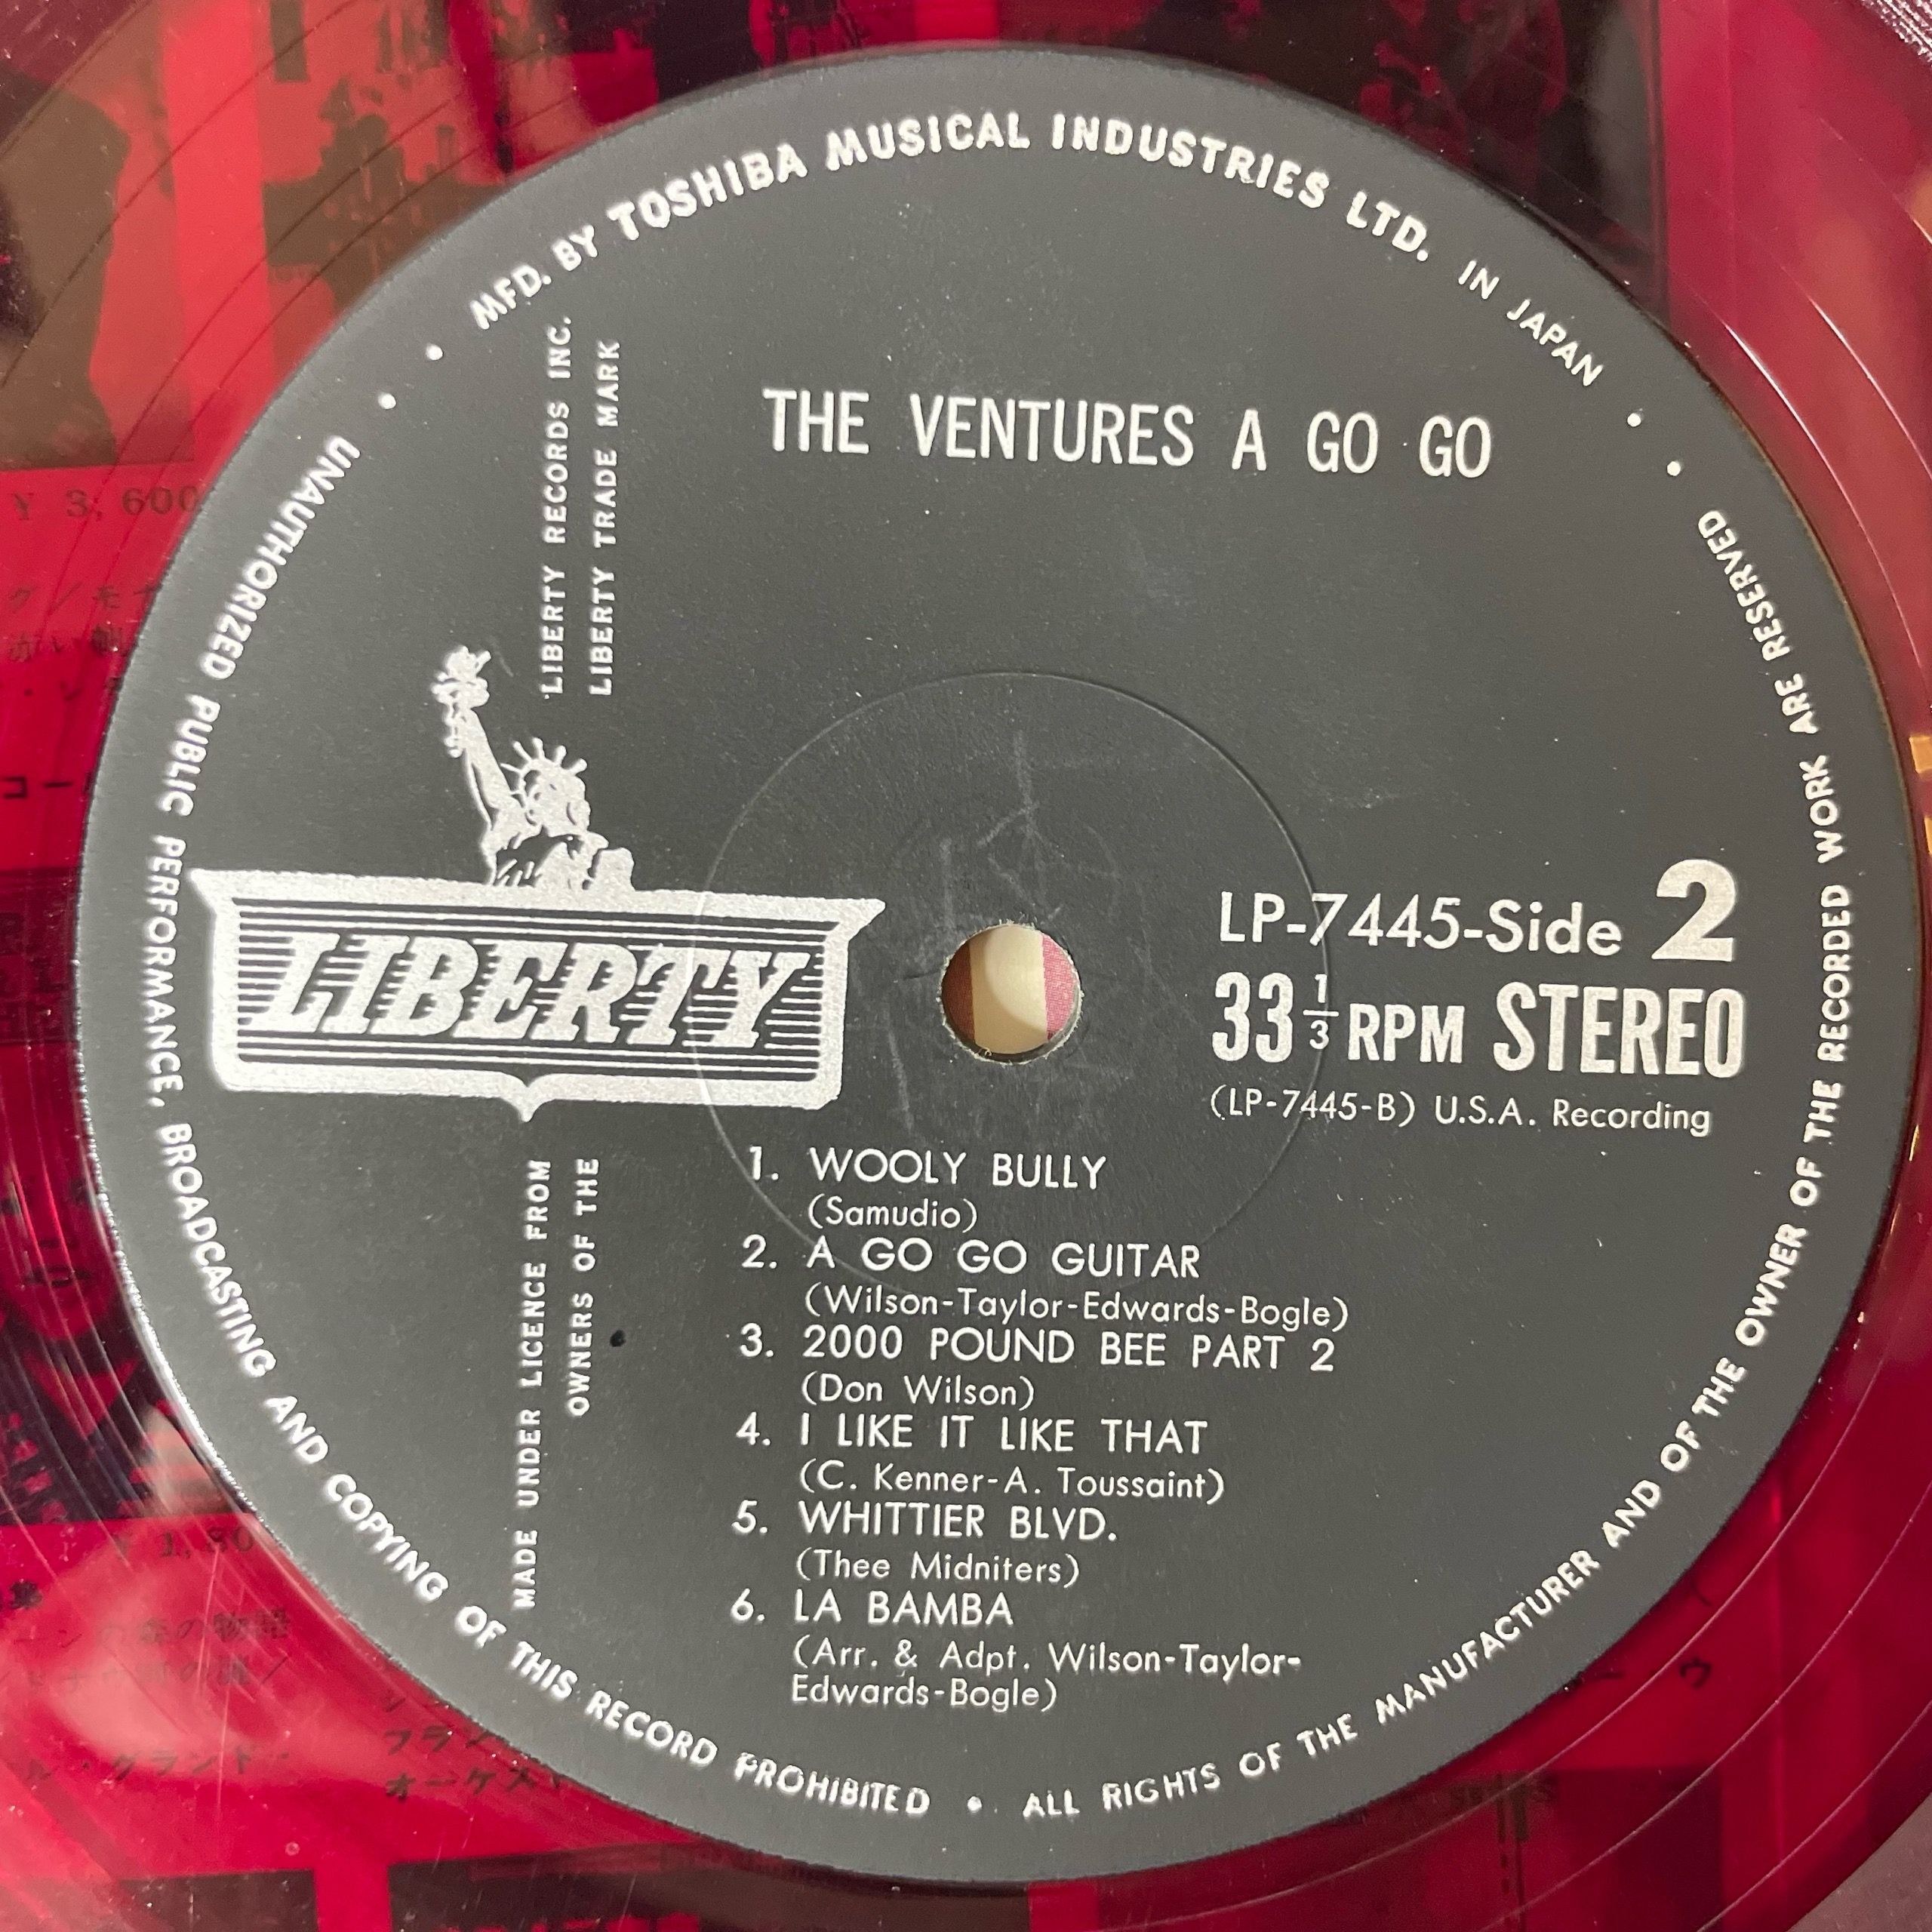 MFD. BY TOSHIBA MUSICAL INDUSTRIES LTD. IN JAPAN
LIBERTY RECORDS INC.
LIBERTY TRADE MARK
THE VENTURES A GO GO
LIBERTY
LP-7445-Side 2
33 1/3 RPM STEREO
(LP-7445-B) U.S.A. Recording
MADE UNDER LICENCE FROM
OWNERS OF THE
1. WOOLY BULLY
(Samudio)
2. A GO GO GUITAR
(Wilson-Taylor-Edwards-Bogle)
3. 2000 POUND BEE PART 2
(Don Wilson)
4. I LIKE IT LIKE THAT
(C. Kenner-A. Toussaint)
5. WHITTIER BLVD.
(Thee Midniters)
6. LA BAMBA
(Arr. & Adpt. Wilson-Taylor-
Edwards-Bogle)
UNAUTHORIZED PUBLIC PERFORMANCE, BROADCASTING AND COPYING OF THIS RECORD PROHIBITED • ALL RIGHTS OF THE MANUFACTURER AND OF THE OWNER OF THE RECORDED WORK ARE RESERVED
¥ 3,600